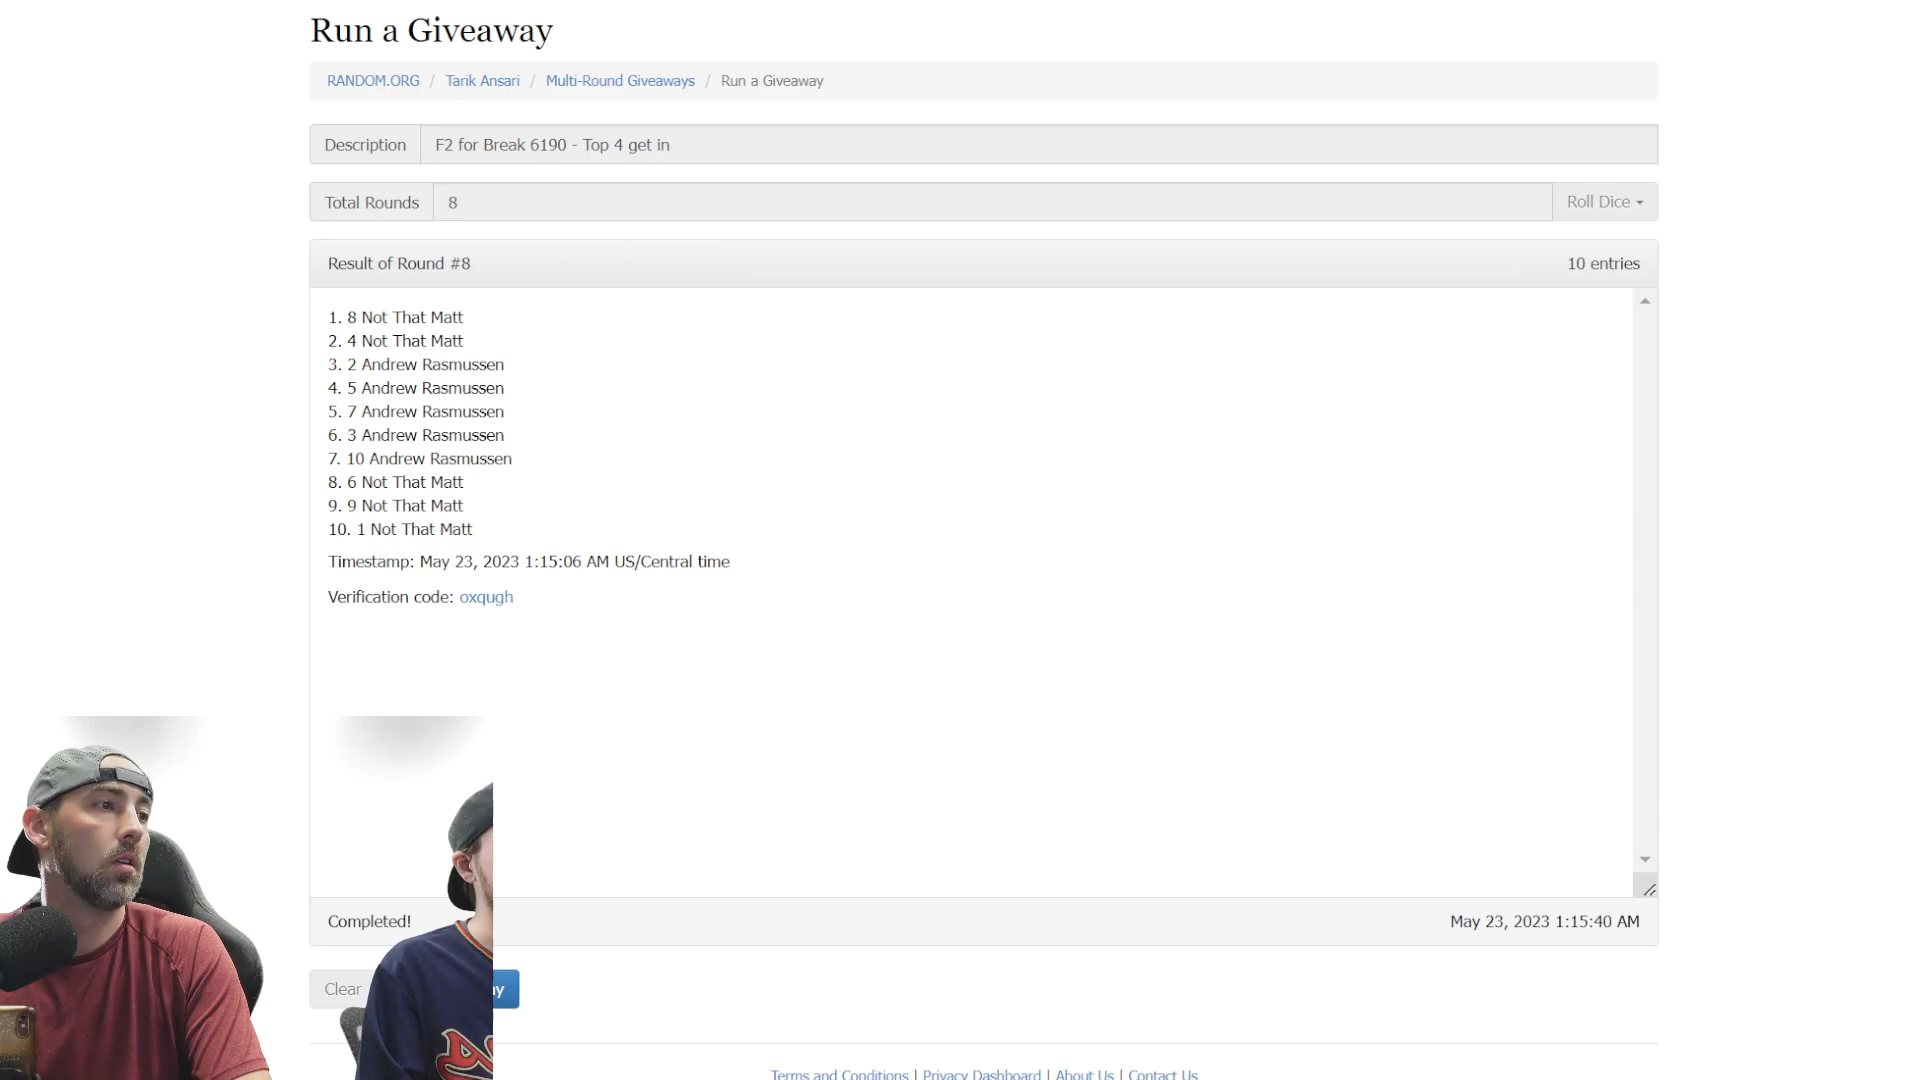 Run a Giveaway
RANDOM.ORG / Tarik Ansari / Multi-Round Giveaways / Run a Giveaway
Description F2 for Break 6190 - Top 4 get in
Total Rounds 8 Roll Dice
Result of Round #8 10 entries
1. 8 Not That Matt
2. 4 Not That Matt
3. 2 Andrew Rasmussen
4. 5 Andrew Rasmussen
5. 7 Andrew Rasmussen
6. 3 Andrew Rasmussen
7. 10 Andrew Rasmussen
8. 6 Not That Matt
9. 9 Not That Matt
10. 1 Not That Matt
Timestamp: May 23, 2023 1:15:06 AM US/Central time
Verification code: oxqugh
Completed! May 23, 2023 1:15:40 AM
Clear
Terms and Conditions | Privacy Dashboard | About Us | Contact Us